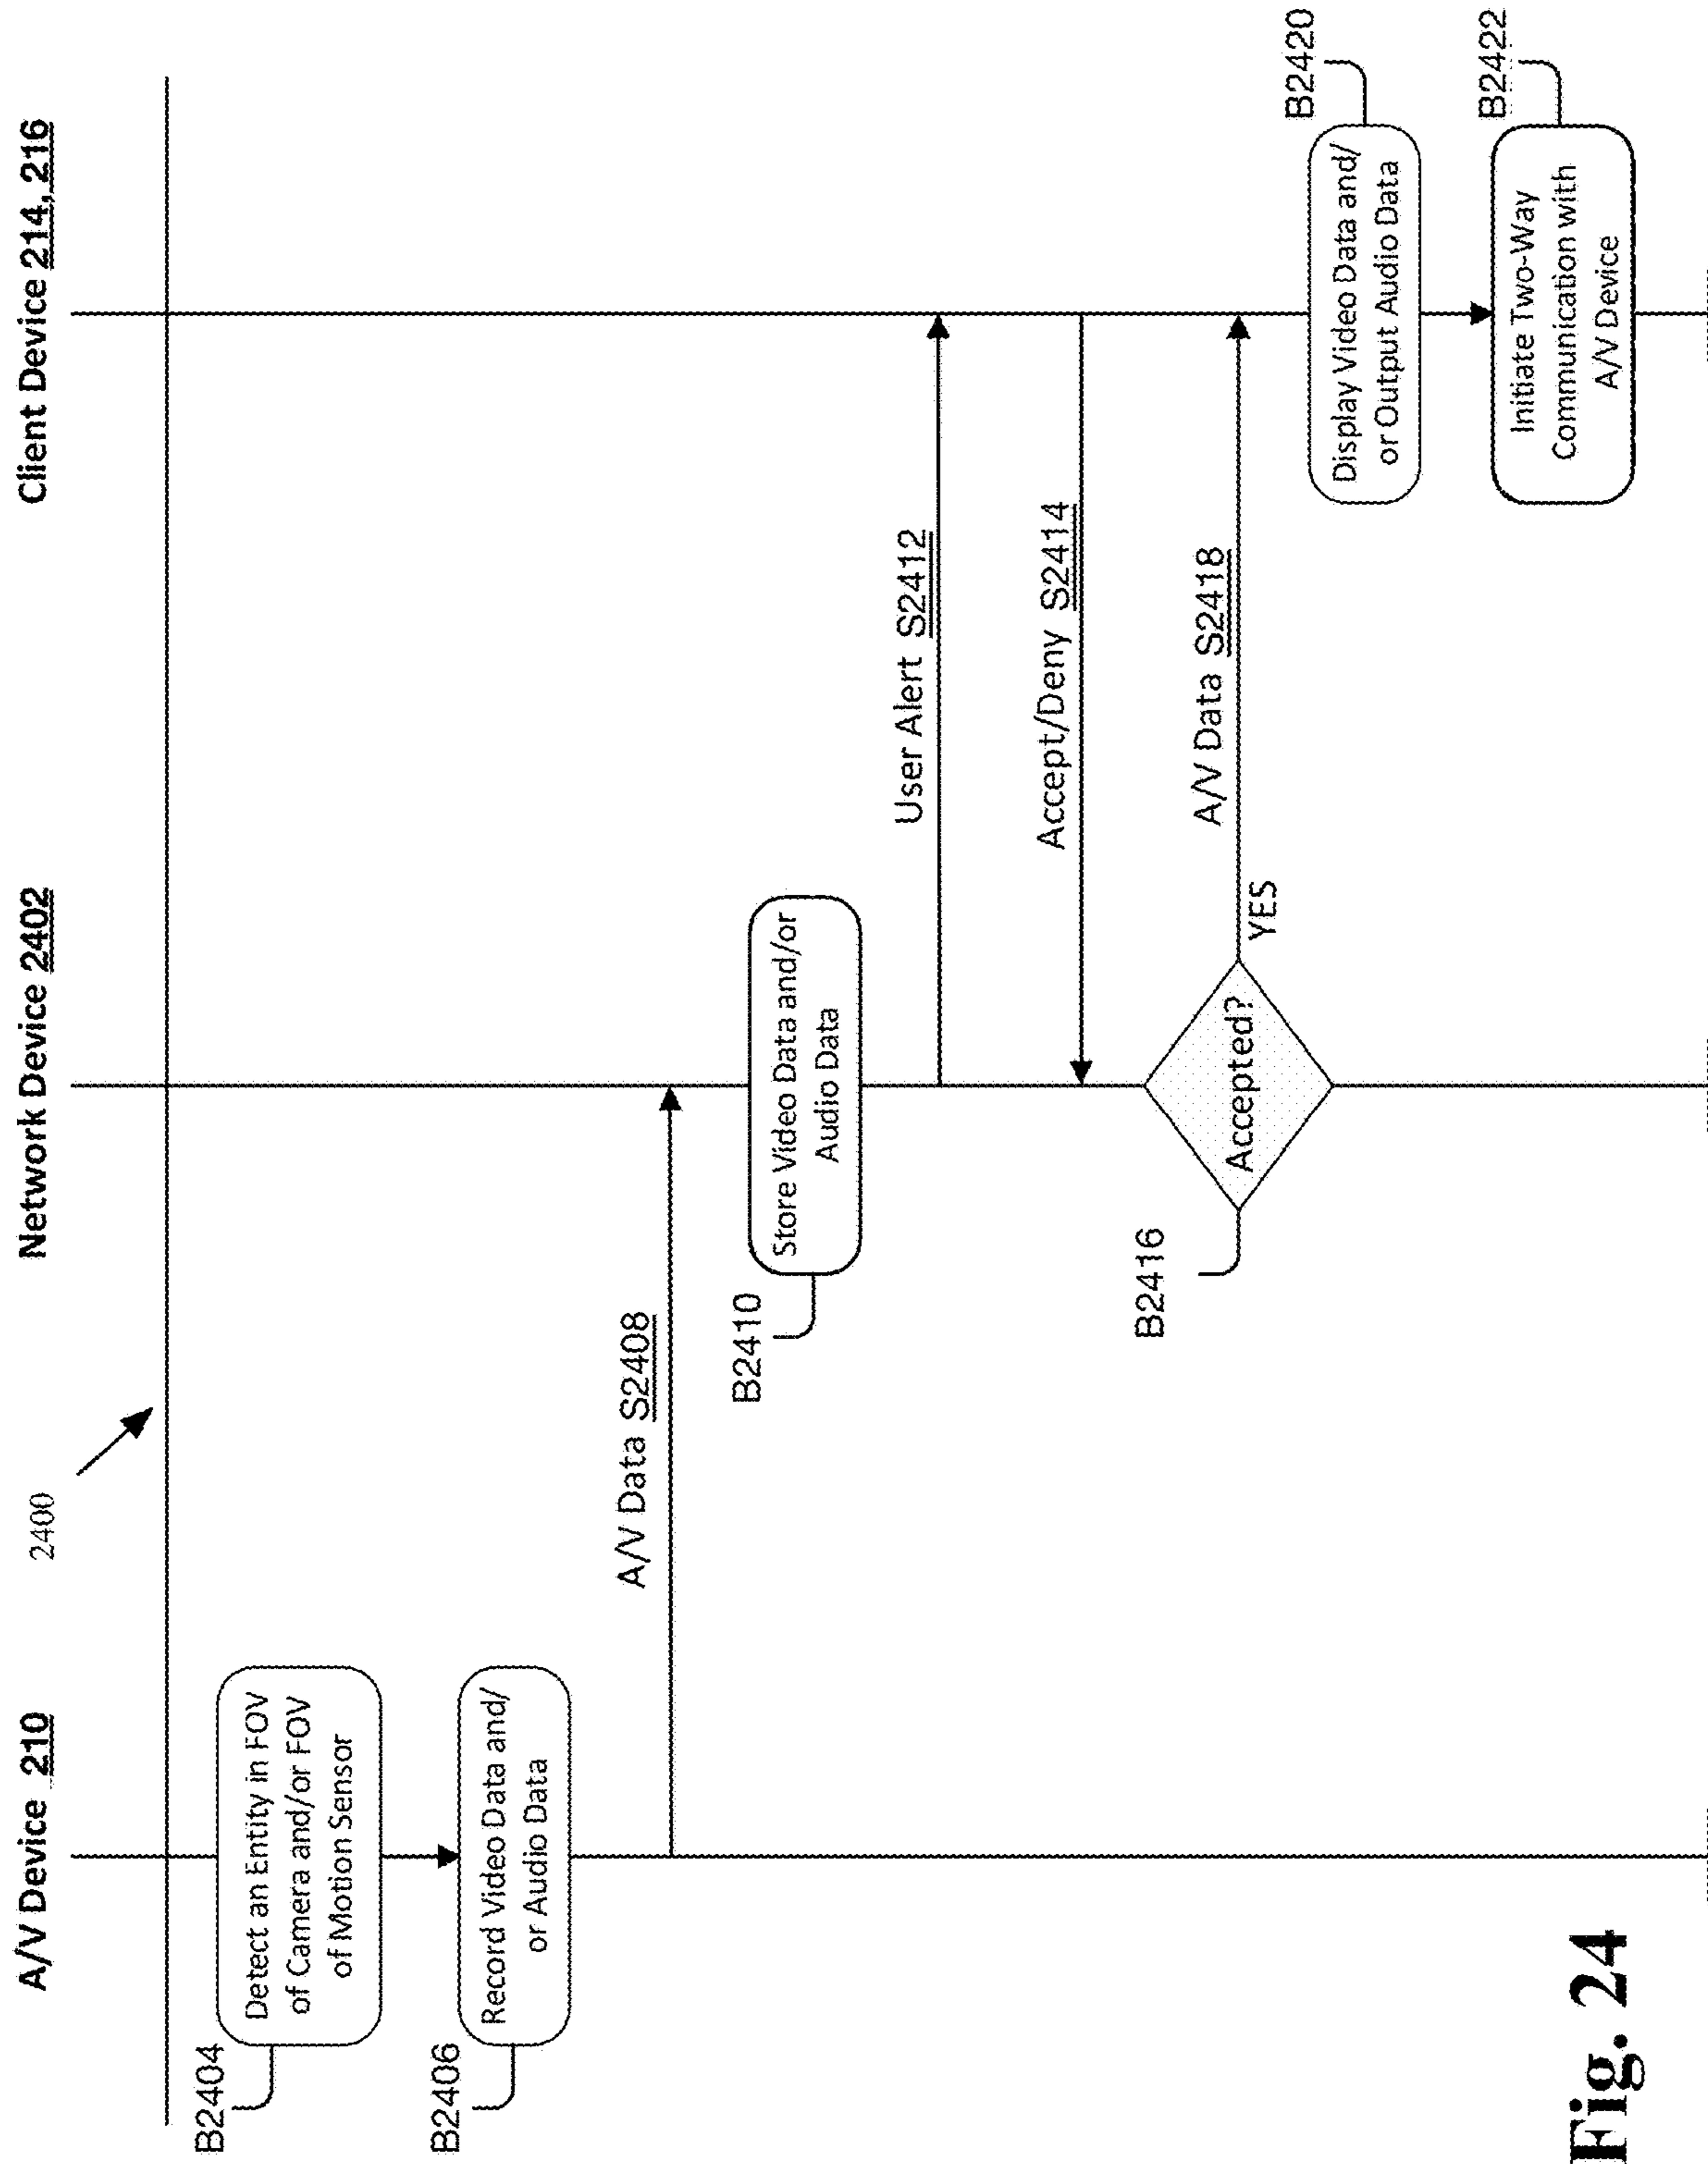 2400
A/V Device 210
Network Device 2402
Client Device 214, 216
B2404
Detect an Entity in FOV
of Camera and/or FOV
of Motion Sensor
B2406
Record Video Data and/
or Audio Data
A/V Data S2408
B2410
Store Video Data and/or
Audio Data
User Alert S2412
Accept/Deny S2414
B2416
Accepted?
YES
A/V Data S2418
B2420
Display Video Data and/
or Output Audio Data
B2422
Initiate Two-Way
Communication with
A/V Device
Fig. 24